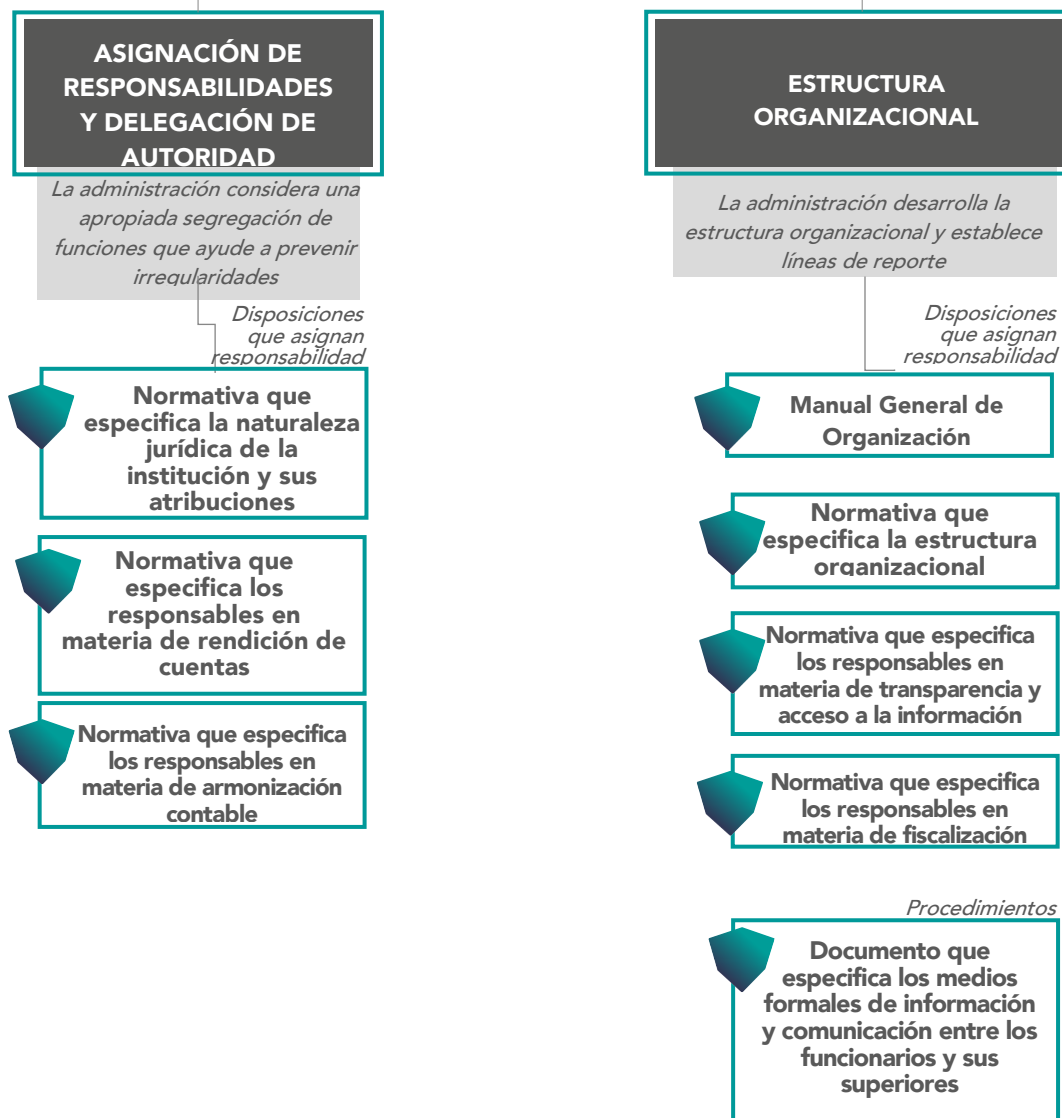 ASIGNACIÓN DE
RESPONSABILIDADES
Y DELEGACIÓN DE
AUTORIDAD
La administración considera una
apropiada segregación de
funciones que ayude a prevenir
irregularidades
Disposiciones
que asignan
responsabilidad
Normativa que
especifica la naturaleza
jurídica de la
institución y sus
atribuciones
Normativa que
especifica los
responsables en
materia de rendición de
cuentas
Normativa que especifica
los responsables en
materia de armonización
contable
ESTRUCTURA
ORGANIZACIONAL
La administración desarrolla la
estructura organizacional y establece
líneas de reporte
Disposiciones
que asignan
responsabilidad
Manual General de
Organización
Normativa que
especifica la estructura
organizacional
Normativa que especifica
los responsables en
materia de transparencia y
acceso a la información
Normativa que especifica
los responsables en
materia de fiscalización
Procedimientos
Documento que
especifica los medios
formales de información
y comunicación entre los
funcionarios y sus
superiores